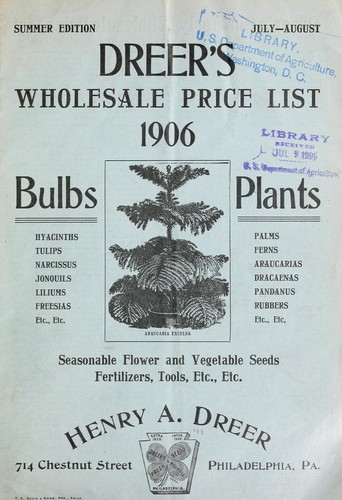 SUMMER EDITION
JULY—AUGUST
LIBRARY,
U. S. Department of Agriculture,
Washington, D. C.
DREER'S
WHOLESALE PRICE LIST
1906
LIBRARY
RECEIVED
JUL 9 1906
U. S. Department of Agriculture
Bulbs
Plants
HYACINTHS
TULIPS
NARCISSUS
JONQUILS
LILIUMS
FREESIAS
Etc., Etc.
PALMS
FERNS
ARAUCARIAS
DRACAENAS
PANDANUS
RUBBERS
Etc., Etc.
ARAUCARIA EXCELSA
Seasonable Flower and Vegetable Seeds
Fertilizers, Tools, Etc., Etc.
HENRY A. DREER
714 Chestnut Street
PHILADELPHIA, PA.
DREER'S SEEDS
PHILADELPHIA